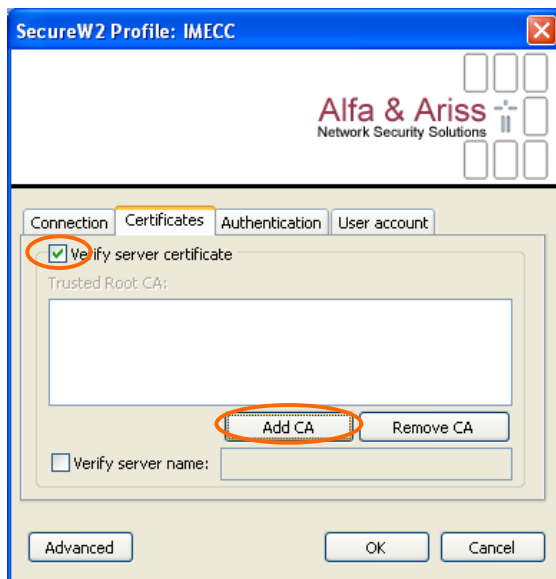 SecureW2 Profile: IMECC
Alfa & Ariss
Network Security Solutions
Connection Certificates Authentication User account
Verify server certificate
Trusted Root CA:
Add CA Remove CA
Verify server name:
Advanced OK Cancel